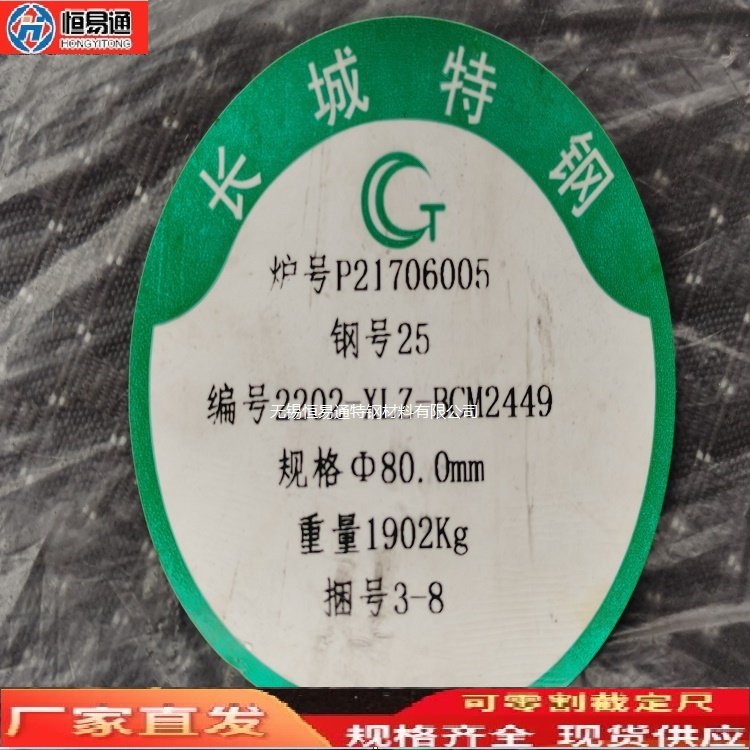 恒易通
HONGYITONG
长城特钢
GT
炉号P21706005
钢号25
编号2202-YLZ-BCM2449
无锡恒易通特钢材料有限公司
规格Φ80.0mm
重量1902Kg
捆号3-8
厂家直发
可零割截定尺
规格齐全 现货供应